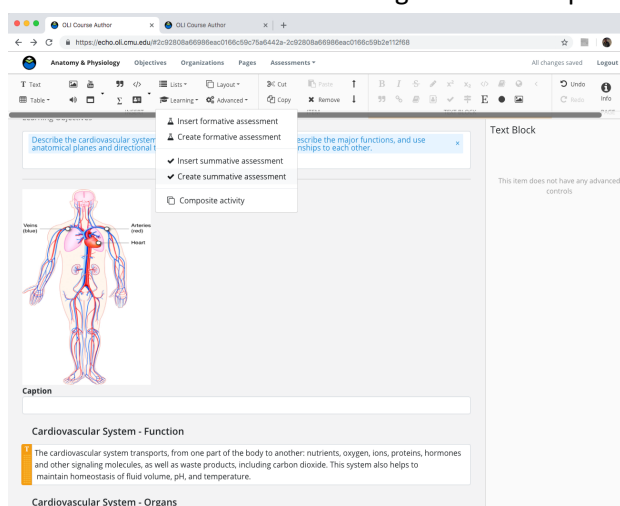 OLI Course Author × OLI Course Author × +
https://echo.oli.cmu.edu/#2c92808a66986eac0166c59c75a6442a-2c92808a66986eac0166c59b2e112f68
Anatomy & Physiology Objectives Organizations Pages Assessments All changes saved Logout
T Text Lists Layout Cut Paste Undo
Table Learning Advanced Copy Remove Redo Info
Learning Objectives
Insert formative assessment
Create formative assessment
Insert summative assessment
Create summative assessment
Composite activity
Describe the cardiovascular system
scribe the major functions, and use ×
anatomical planes and directional
nships to each other.
Text Block
This item does not have any advanced
controls
Veins
(blue)
Arteries
(red)
Heart
Caption
Cardiovascular System - Function
The cardiovascular system transports, from one part of the body to another: nutrients, oxygen, ions, proteins, hormones
and other signaling molecules, as well as waste products, including carbon dioxide. This system also helps to
maintain homeostasis of fluid volume, pH, and temperature.
Cardiovascular System - Organs